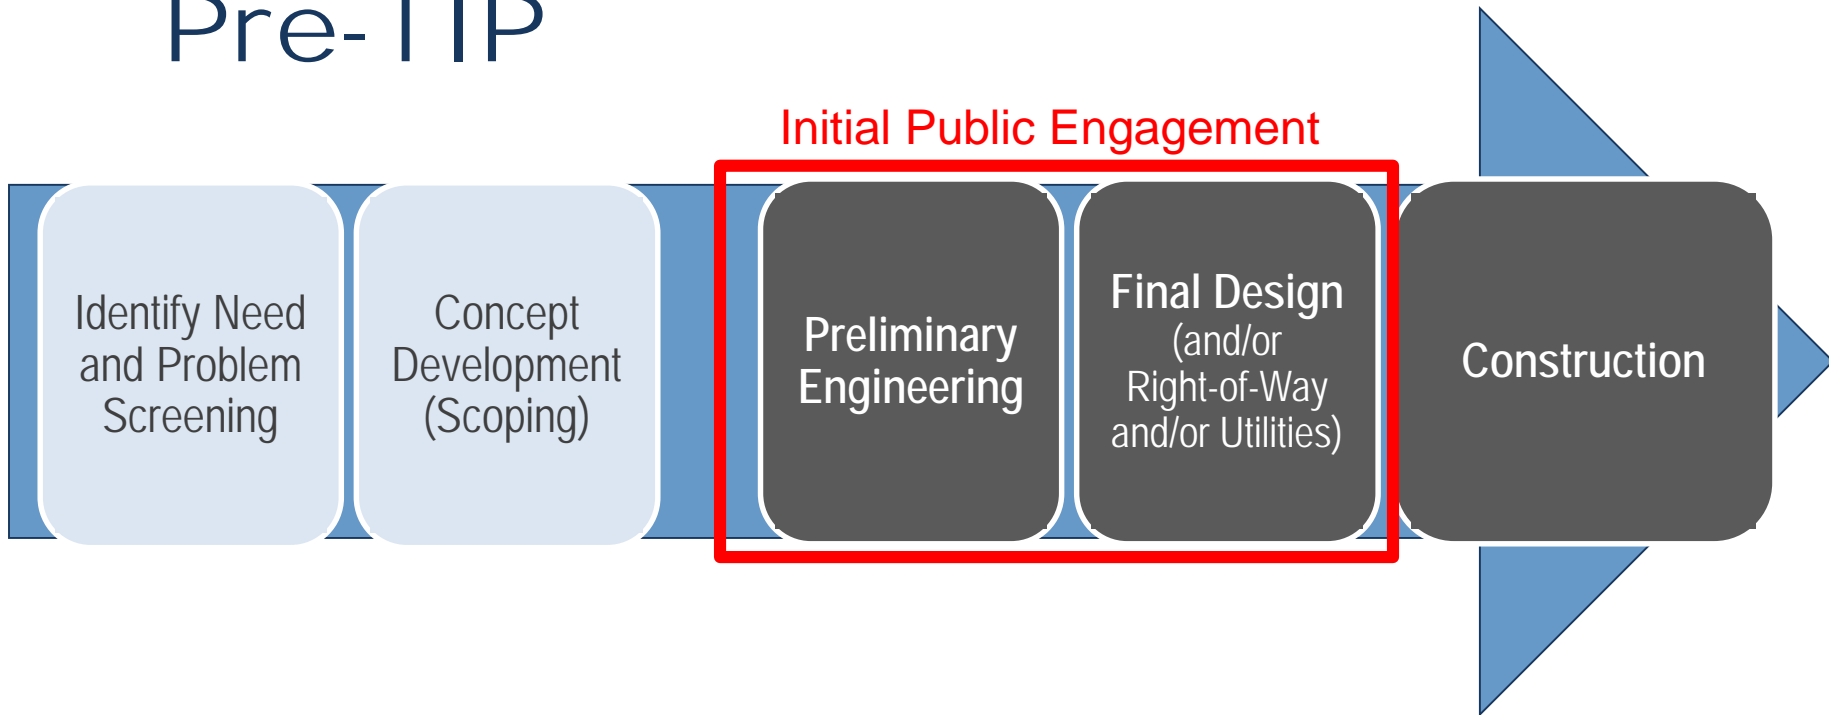 Pre-TIP
Initial Public Engagement
Identify Need
and Problem
Screening
Concept
Development
(Scoping)
Preliminary
Engineering
Final Design
(and/or
Right-of-Way
and/or Utilities)
Construction